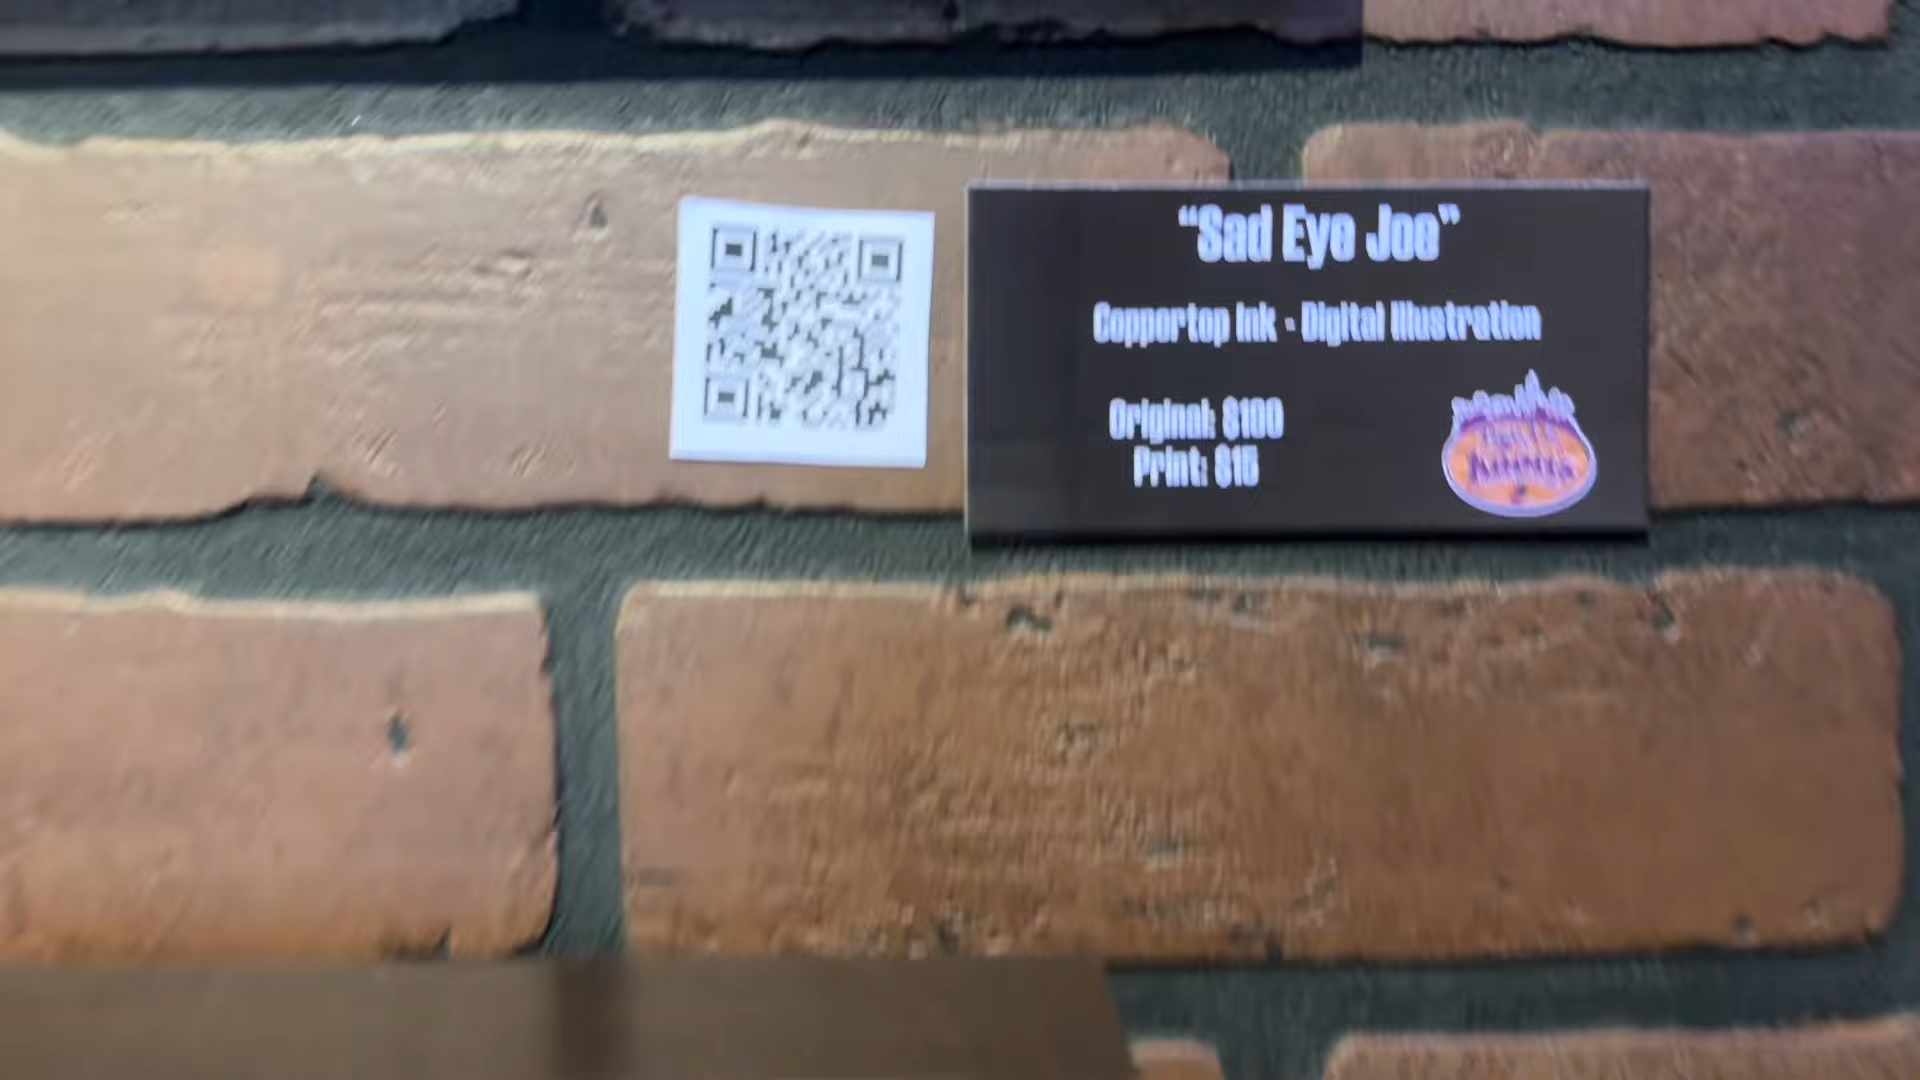 “Sad Eye Joe”
Coppertop Ink - Digital Illustration
Original: $100
Print: $15